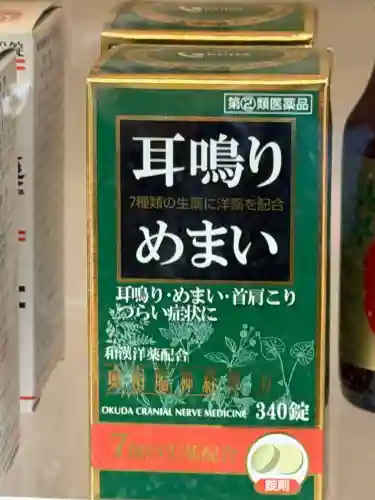 第②類医薬品
耳鳴り
7種類の生薬に洋薬を配合
めまい
耳鳴り・めまい・首肩こり
つらい症状に
和漢洋薬配合
OKUDA CRANIAL NERVE MEDICINE 340錠
錠剤